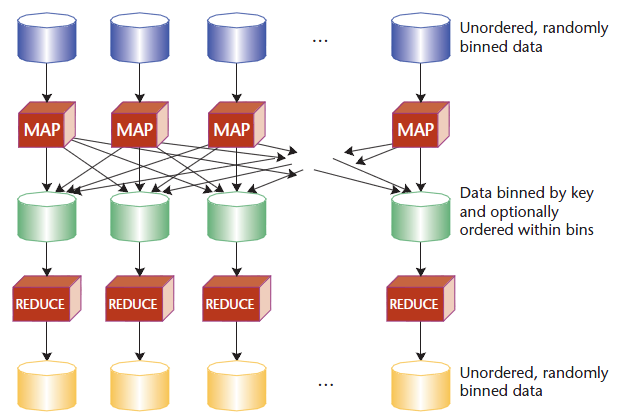 Unordered, randomly
binned data
...
MAP MAP MAP MAP
Data binned by key
and optionally
ordered within bins
REDUCE REDUCE REDUCE REDUCE
Unordered, randomly
binned data
...